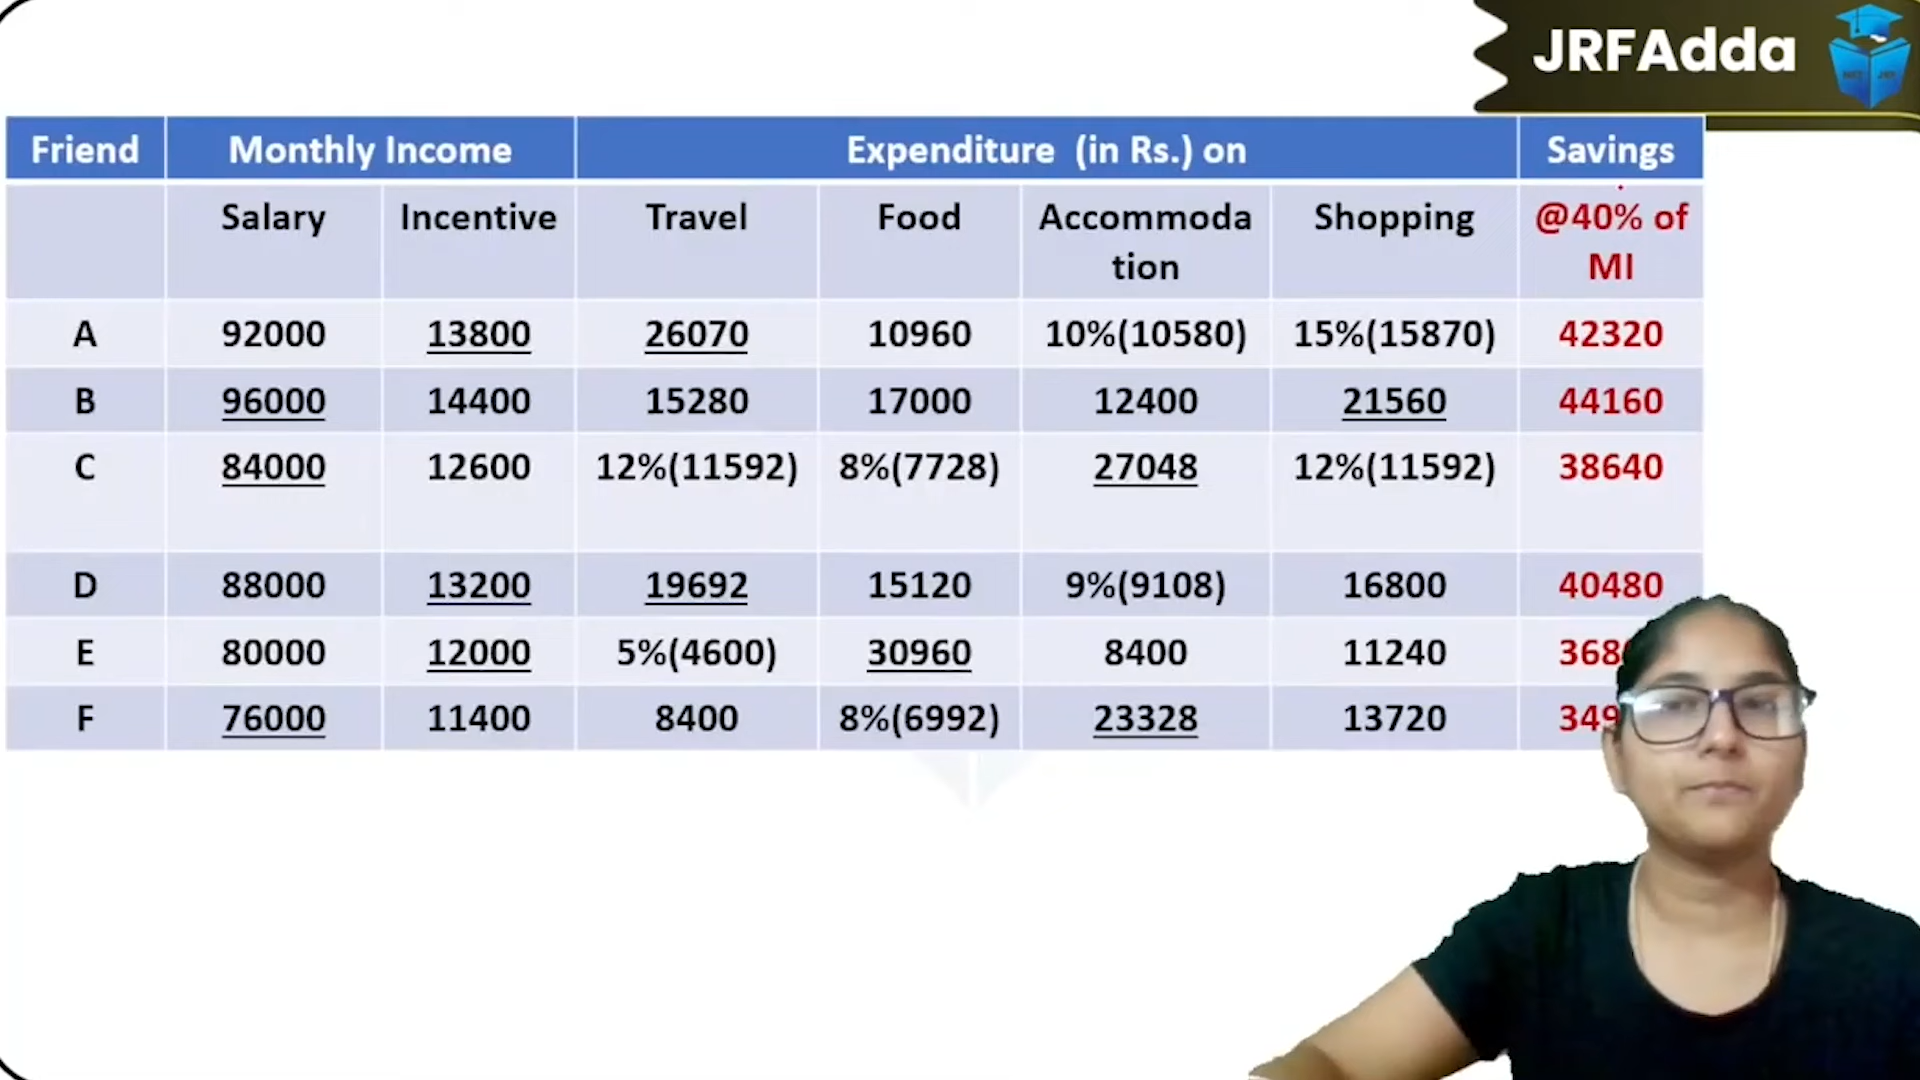 JRFAdda
Friend Monthly Income Expenditure (in Rs.) on Savings
Salary Incentive Travel Food Accommoda Shopping @40% of
tion MI
A 92000 13800 26070 10960 10%(10580) 15%(15870) 42320
B 96000 14400 15280 17000 12400 21560 44160
C 84000 12600 12%(11592) 8%(7728) 27048 12%(11592) 38640
D 88000 13200 19692 15120 9%(9108) 16800 40480
E 80000 12000 5%(4600) 30960 8400 11240
F 76000 11400 8400 8%(6992) 23328 13720